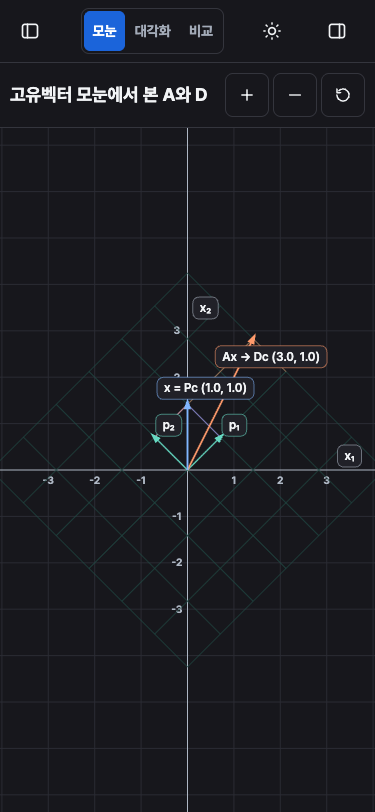 모눈 대각화 비교
고유벡터 모눈에서 본 A와 D
x₂
3
Ax → Dc (3.0, 1.0)
2
x = Pc (1.0, 1.0)
p₂ p₁
x₁
-3 -2 -1 1 2 3
-1
-2
-3